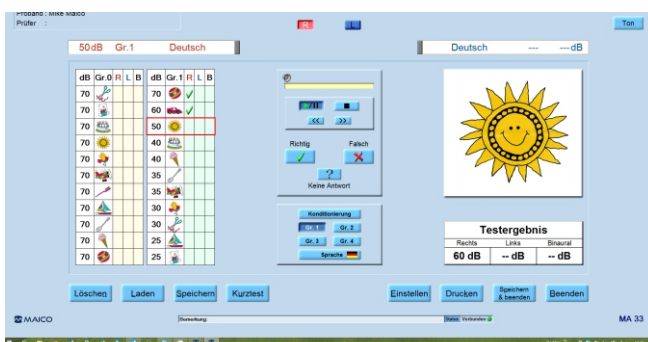 Proband : Mike Maico
Prüfer :
R L
Ton
50dB Gr.1 Deutsch
Deutsch --- ---dB
dB Gr.0 R L B dB Gr.1 R L B
70 70
70 60
70 50
70 40
70 40
70 35
70 35
70 30
70 30
70 25
70 25
<< >>
Richtig Falsch
?
Keine Antwort
Konditionierung
Gr. 1 Gr. 2
Gr. 3 Gr. 4
Sprache
Testergebnis
Rechts Links Binaural
60 dB -- dB -- dB
Löschen Laden Speichern Kurztest Einstellen Drucken Speichern & beenden Beenden
MAICO Bemerkung: Status Verbunden MA 33